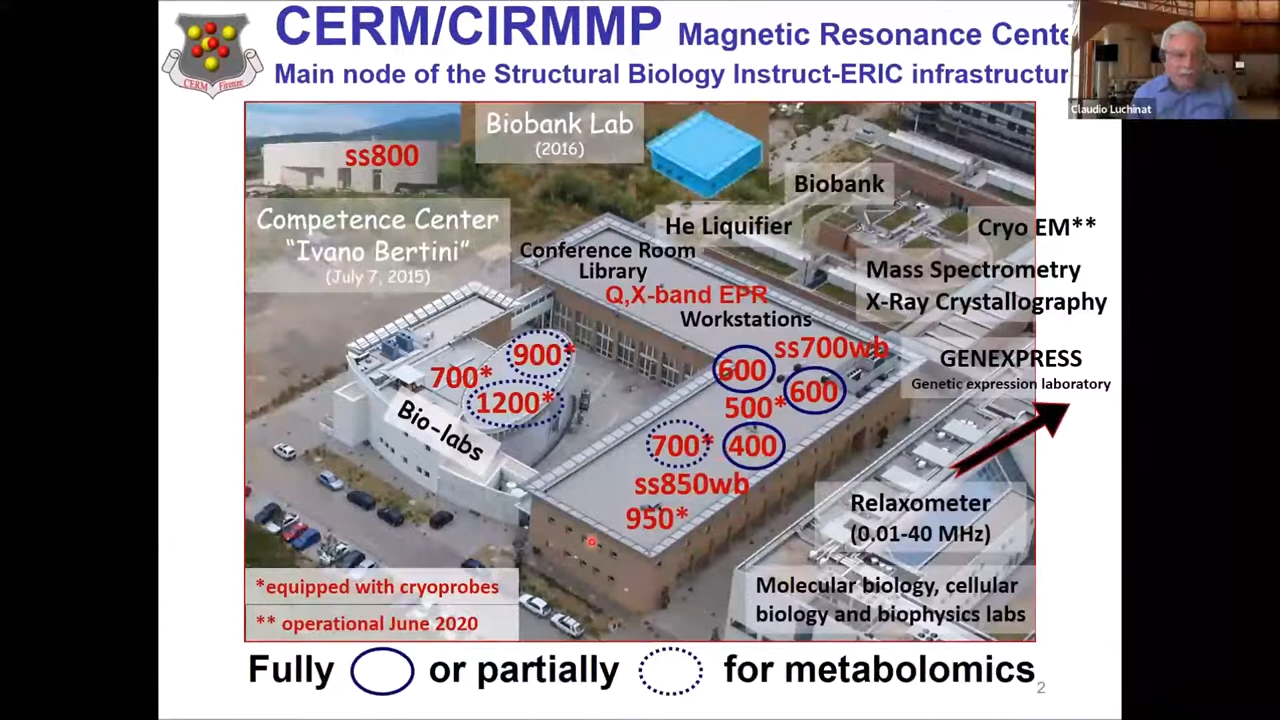 CERM/CIRMMP Magnetic Resonance Cente
Main node of the Structural Biology Instruct-ERIC infrastructur
CERM Firenze
Claudio Luchinat
ss800
Biobank Lab
(2016)
Biobank
Competence Center
“Ivano Bertini”
(July 7, 2015)
He Liquifier
Cryo EM**
Conference Room
Library
Mass Spectrometry
X-Ray Crystallography
Q,X-band EPR
Workstations
900*
700*
1200*
Bio-labs
ss700wb
600
600
500*
700*
400
ss850wb
950*
GENEXPRESS
Genetic expression laboratory
Relaxometer
(0.01-40 MHz)
Molecular biology, cellular
biology and biophysics labs
*equipped with cryoprobes
** operational June 2020
Fully or partially for metabolomics
2